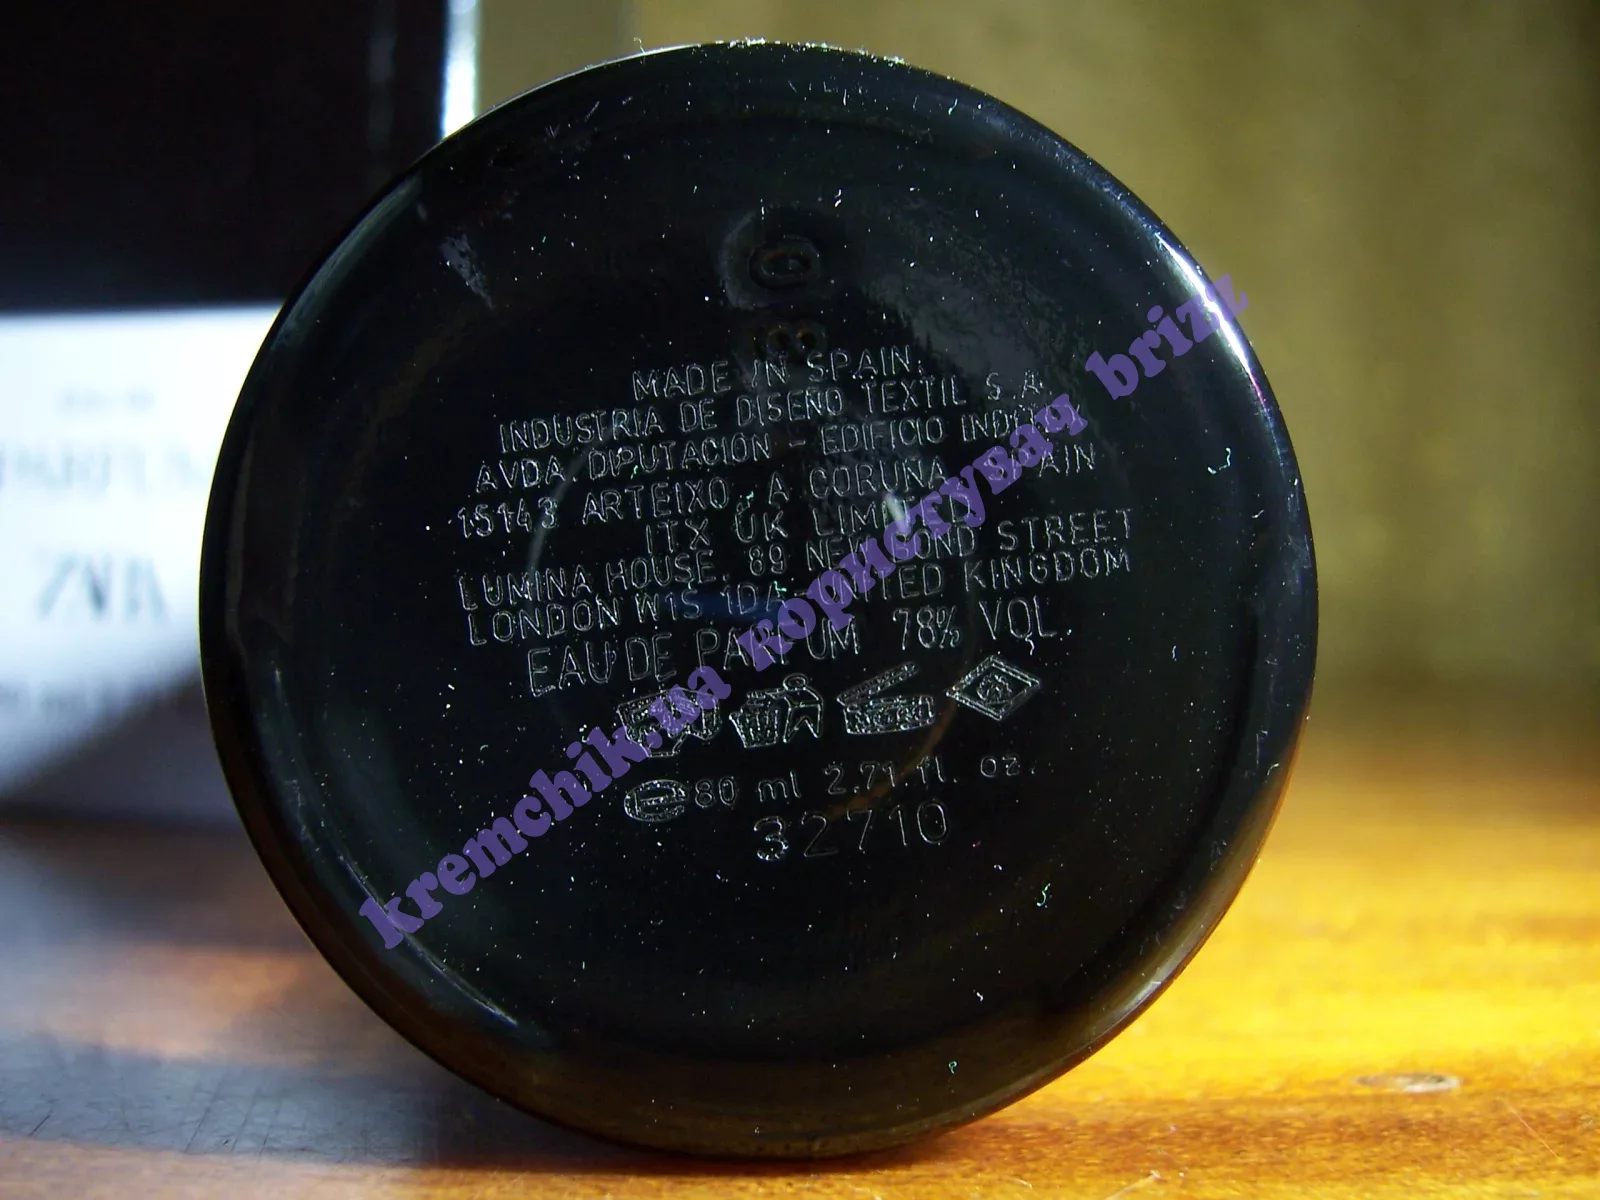 MADE IN SPAIN.
INDUSTRIA DE DISEÑO TEXTIL S.A.
AVDA. DIPUTACIÓN - EDIFICIO
15143 ARTEIXO, A CORUÑA, SPAIN
ITX UK LIMITED
LUMINA HOUSE, 89 NEW BOND STREET
LONDON W1S 1DA, UNITED KINGDOM
EAU DE PARFUM 78% VOL.
e 80 ml 2.71 fl. oz.
32710
kremchik.ua користувач brizz